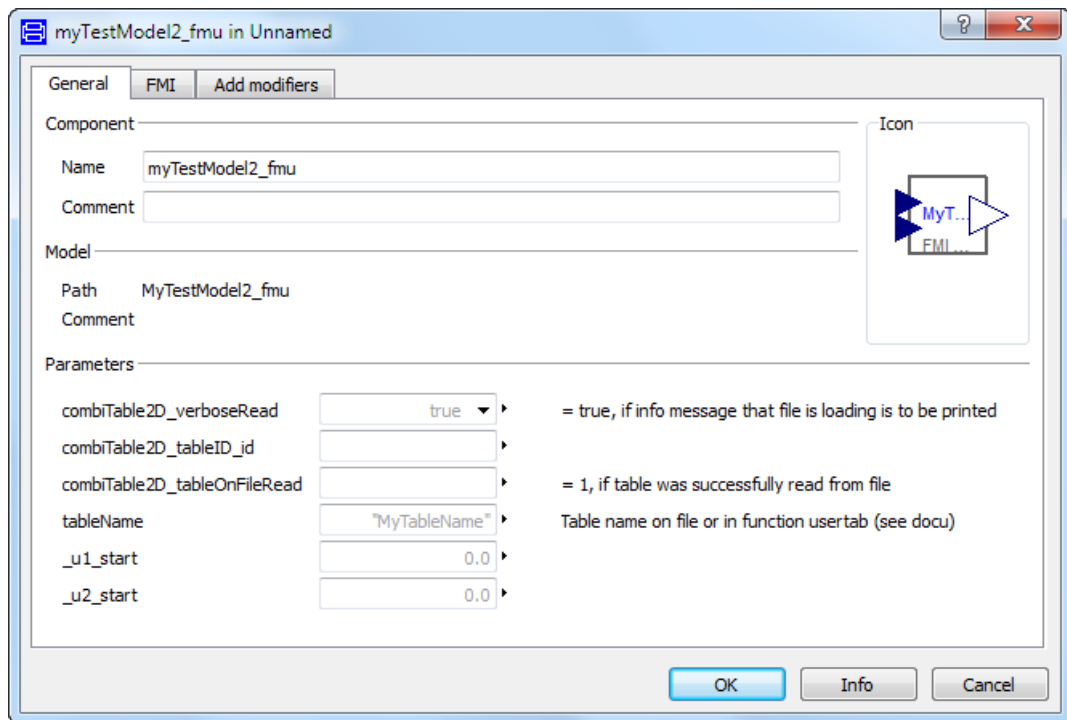 myTestModel2_fmu in Unnamed
General FMI Add modifiers
Component
Name myTestModel2_fmu
Comment
Icon
MyT...
FMI ...
Model
Path MyTestModel2_fmu
Comment
Parameters
combiTable2D_verboseRead true = true, if info message that file is loading is to be printed
combiTable2D_tableID_id
combiTable2D_tableOnFileRead = 1, if table was successfully read from file
tableName "MyTableName" Table name on file or in function usertab (see docu)
_u1_start 0.0
_u2_start 0.0
OK Info Cancel